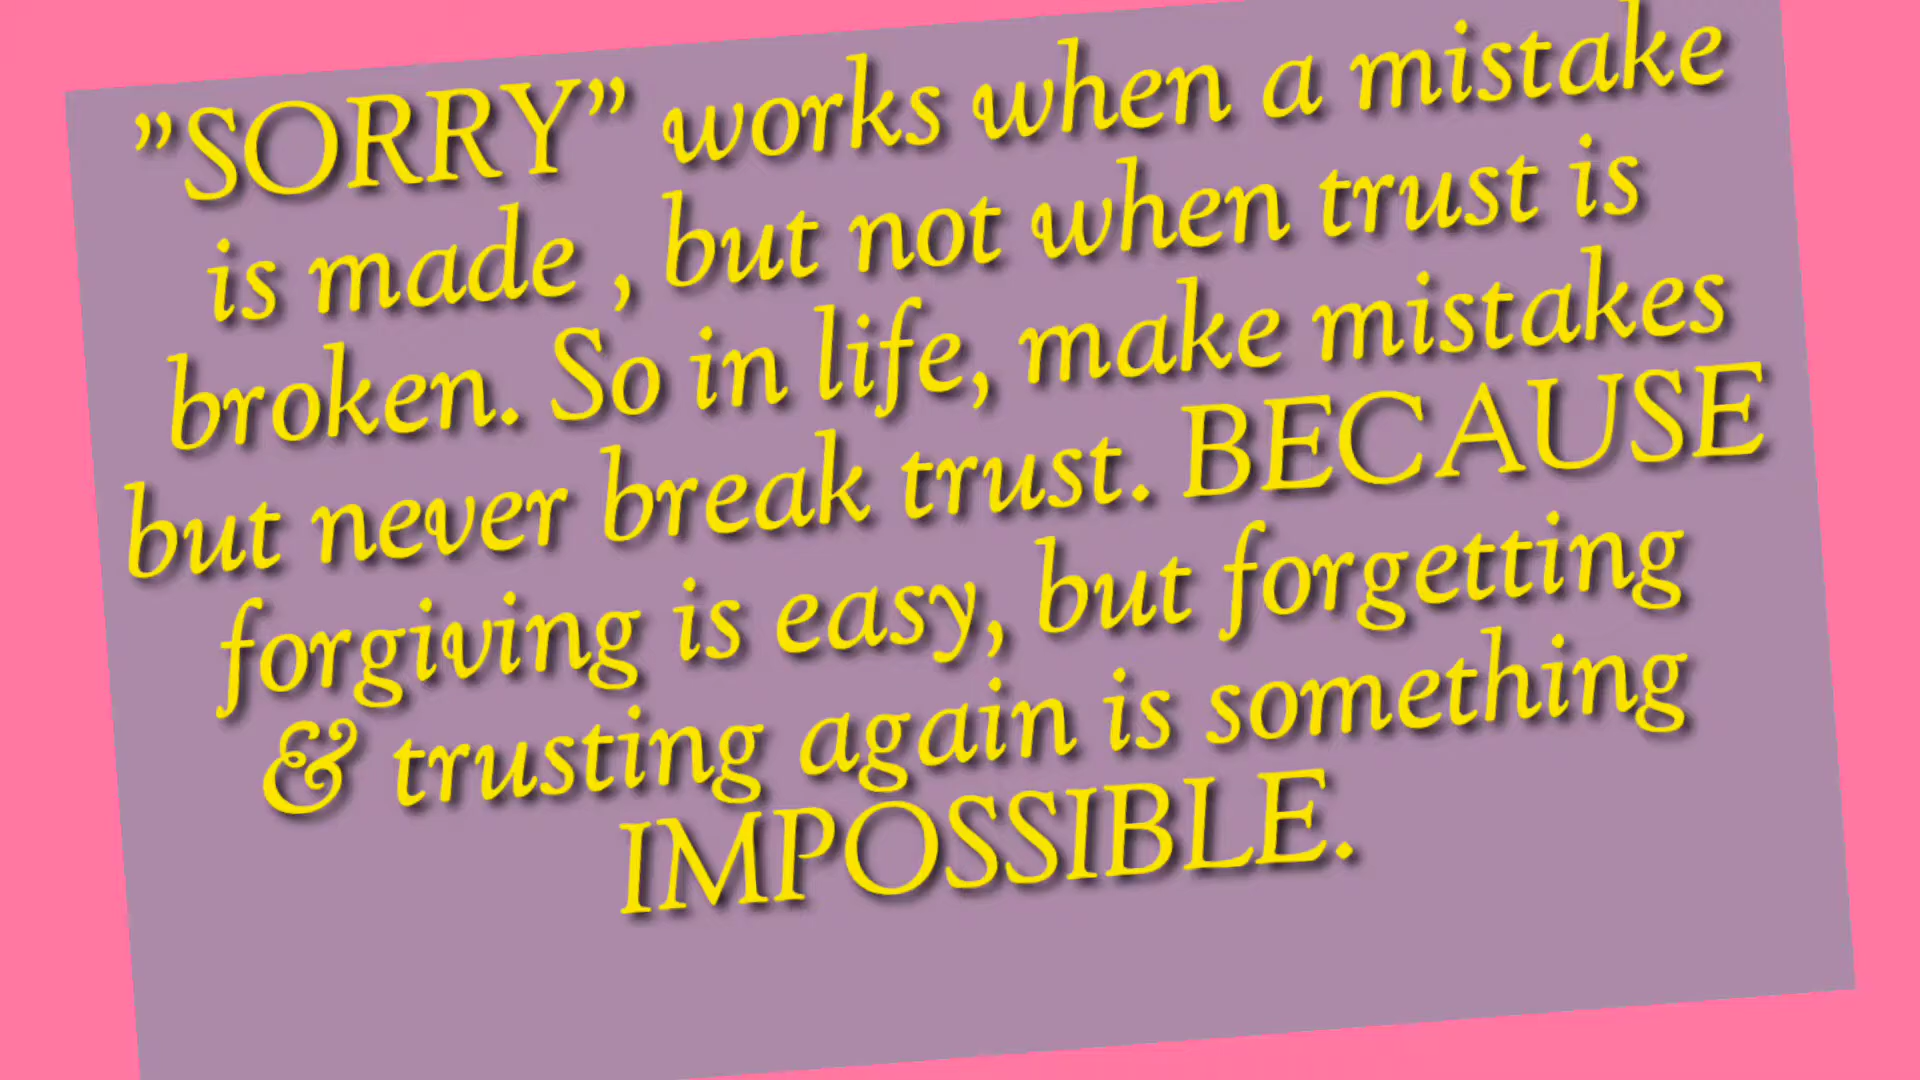 ”SORRY” works when a mistake
is made , but not when trust is
broken. So in life, make mistakes
but never break trust. BECAUSE
forgiving is easy, but forgetting
& trusting again is something
IMPOSSIBLE.